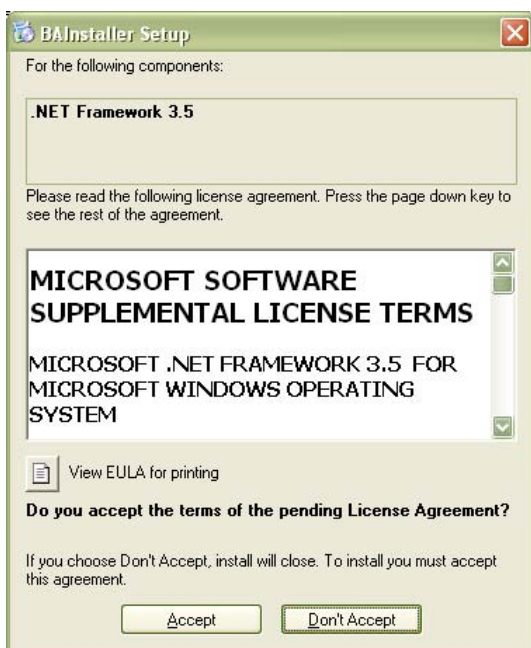 BAInstaller Setup
For the following components:
.NET Framework 3.5
Please read the following license agreement. Press the page down key to
see the rest of the agreement.
MICROSOFT SOFTWARE
SUPPLEMENTAL LICENSE TERMS
MICROSOFT .NET FRAMEWORK 3.5 FOR
MICROSOFT WINDOWS OPERATING
SYSTEM
View EULA for printing
Do you accept the terms of the pending License Agreement?
If you choose Don't Accept, install will close. To install you must accept
this agreement.
Accept Don't Accept